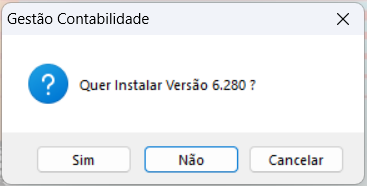 Gestão Contabilidade
Quer Instalar Versão 6.280 ?
Sim Não Cancelar